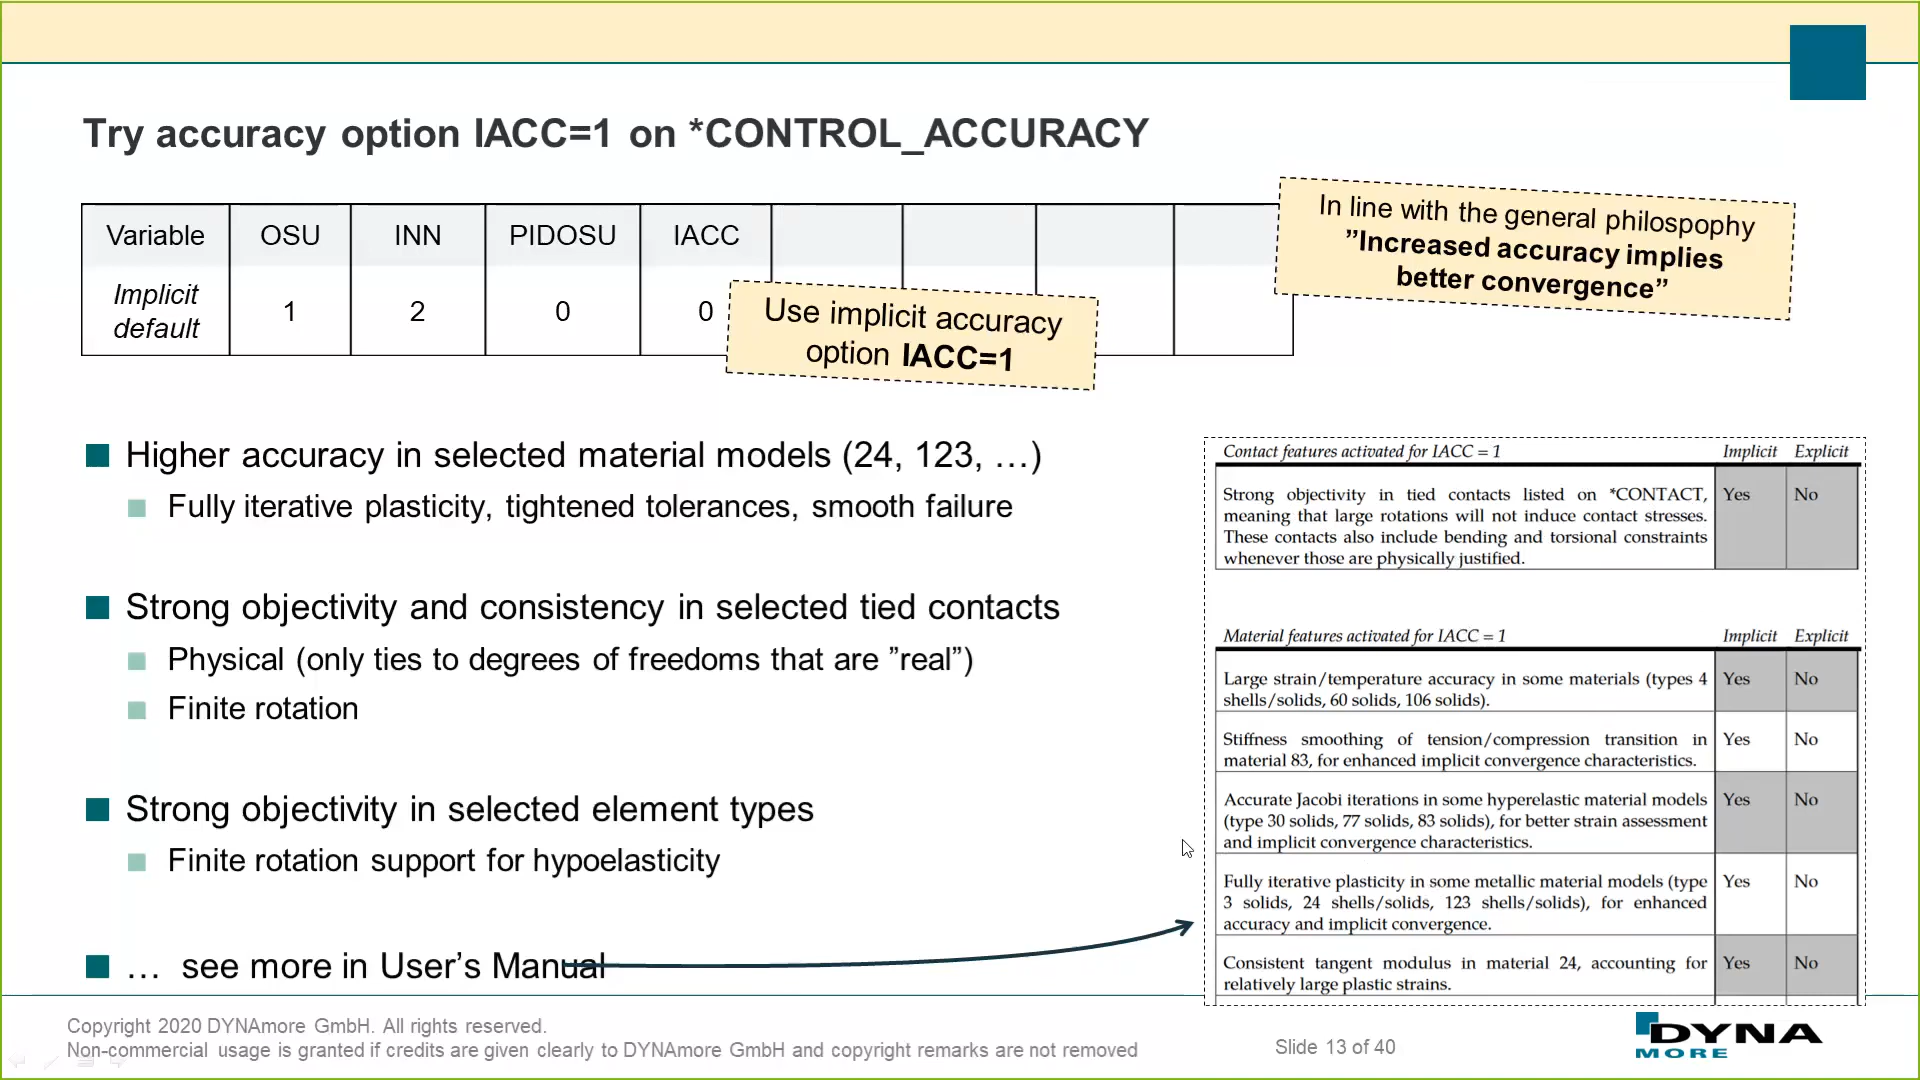 Try accuracy option IACC=1 on *CONTROL_ACCURACY
Variable OSU INN PIDOSU IACC
Implicit
default 1 2 0 0
In line with the general philospophy
”Increased accuracy implies
better convergence”
Use implicit accuracy
option IACC=1
Higher accuracy in selected material models (24, 123, …)
Fully iterative plasticity, tightened tolerances, smooth failure
Strong objectivity and consistency in selected tied contacts
Physical (only ties to degrees of freedoms that are ”real”)
Finite rotation
Strong objectivity in selected element types
Finite rotation support for hypoelasticity
… see more in User’s Manual
Contact features activated for IACC = 1 Implicit Explicit
Strong objectivity in tied contacts listed on *CONTACT, Yes No
meaning that large rotations will not induce contact stresses.
These contacts also include bending and torsional constraints
whenever those are physically justified.
Material features activated for IACC = 1 Implicit Explicit
Large strain/temperature accuracy in some materials (types 4 Yes No
shells/solids, 60 solids, 106 solids).
Stiffness smoothing of tension/compression transition in Yes No
material 83, for enhanced implicit convergence characteristics.
Accurate Jacobi iterations in some hyperelastic material models Yes No
(type 30 solids, 77 solids, 83 solids), for better strain assessment
and implicit convergence characteristics.
Fully iterative plasticity in some metallic material models (type Yes No
3 solids, 24 shells/solids, 123 shells/solids), for enhanced
accuracy and implicit convergence.
Consistent tangent modulus in material 24, accounting for Yes No
relatively large plastic strains.
Copyright 2020 DYNAmore GmbH. All rights reserved.
Non-commercial usage is granted if credits are given clearly to DYNAmore GmbH and copyright remarks are not removed
Slide 13 of 40
DYNA
MORE